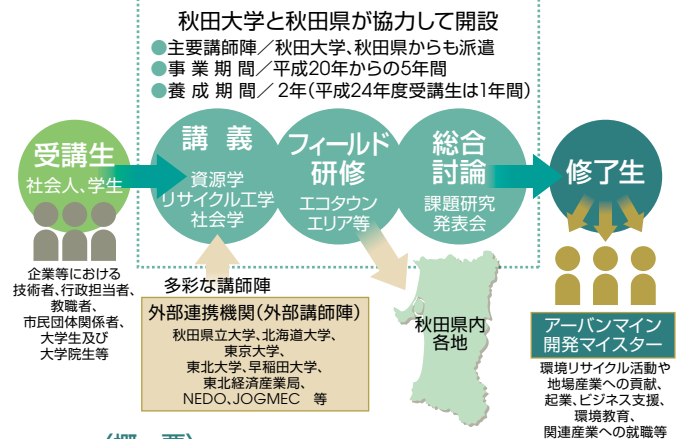 秋田大学と秋田県が協力して開設
●主要講師陣／秋田大学、秋田県からも派遣
●事業期間／平成20年からの5年間
●養成期間／2年(平成24年度受講生は1年間)
受講生
社会人、学生
企業等における
技術者、行政担当者、
教職者、
市民団体関係者、
大学生及び
大学院生等
講義
資源学
リサイクル工学
社会学
フィールド
研修
エコタウン
エリア等
総合
討論
課題研究
発表会
修了生
多彩な講師陣
外部連携機関(外部講師陣)
秋田県立大学、北海道大学、
東京大学、
東北大学、早稲田大学、
東北経済産業局、
NEDO、JOGMEC 等
秋田県内
各地
アーバンマイン
開発マイスター
環境リサイクル活動や
地場産業への貢献、
起業、ビジネス支援、
環境教育、
関連産業への就職等